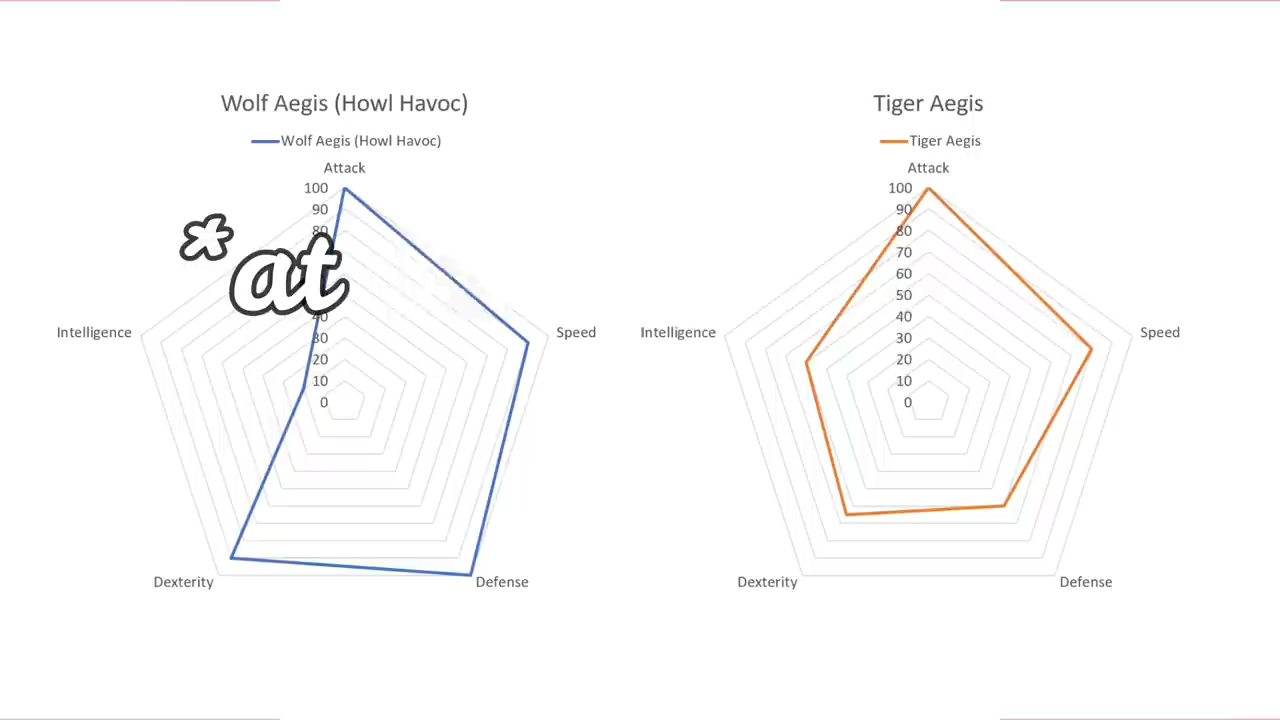 Wolf Aegis (Howl Havoc)
Wolf Aegis (Howl Havoc)
Attack
100
90
80
*at
40
30
20
10
0
Intelligence
Speed
Dexterity
Defense
Tiger Aegis
Tiger Aegis
Attack
100
90
80
70
60
50
40
30
20
10
0
Intelligence
Speed
Dexterity
Defense